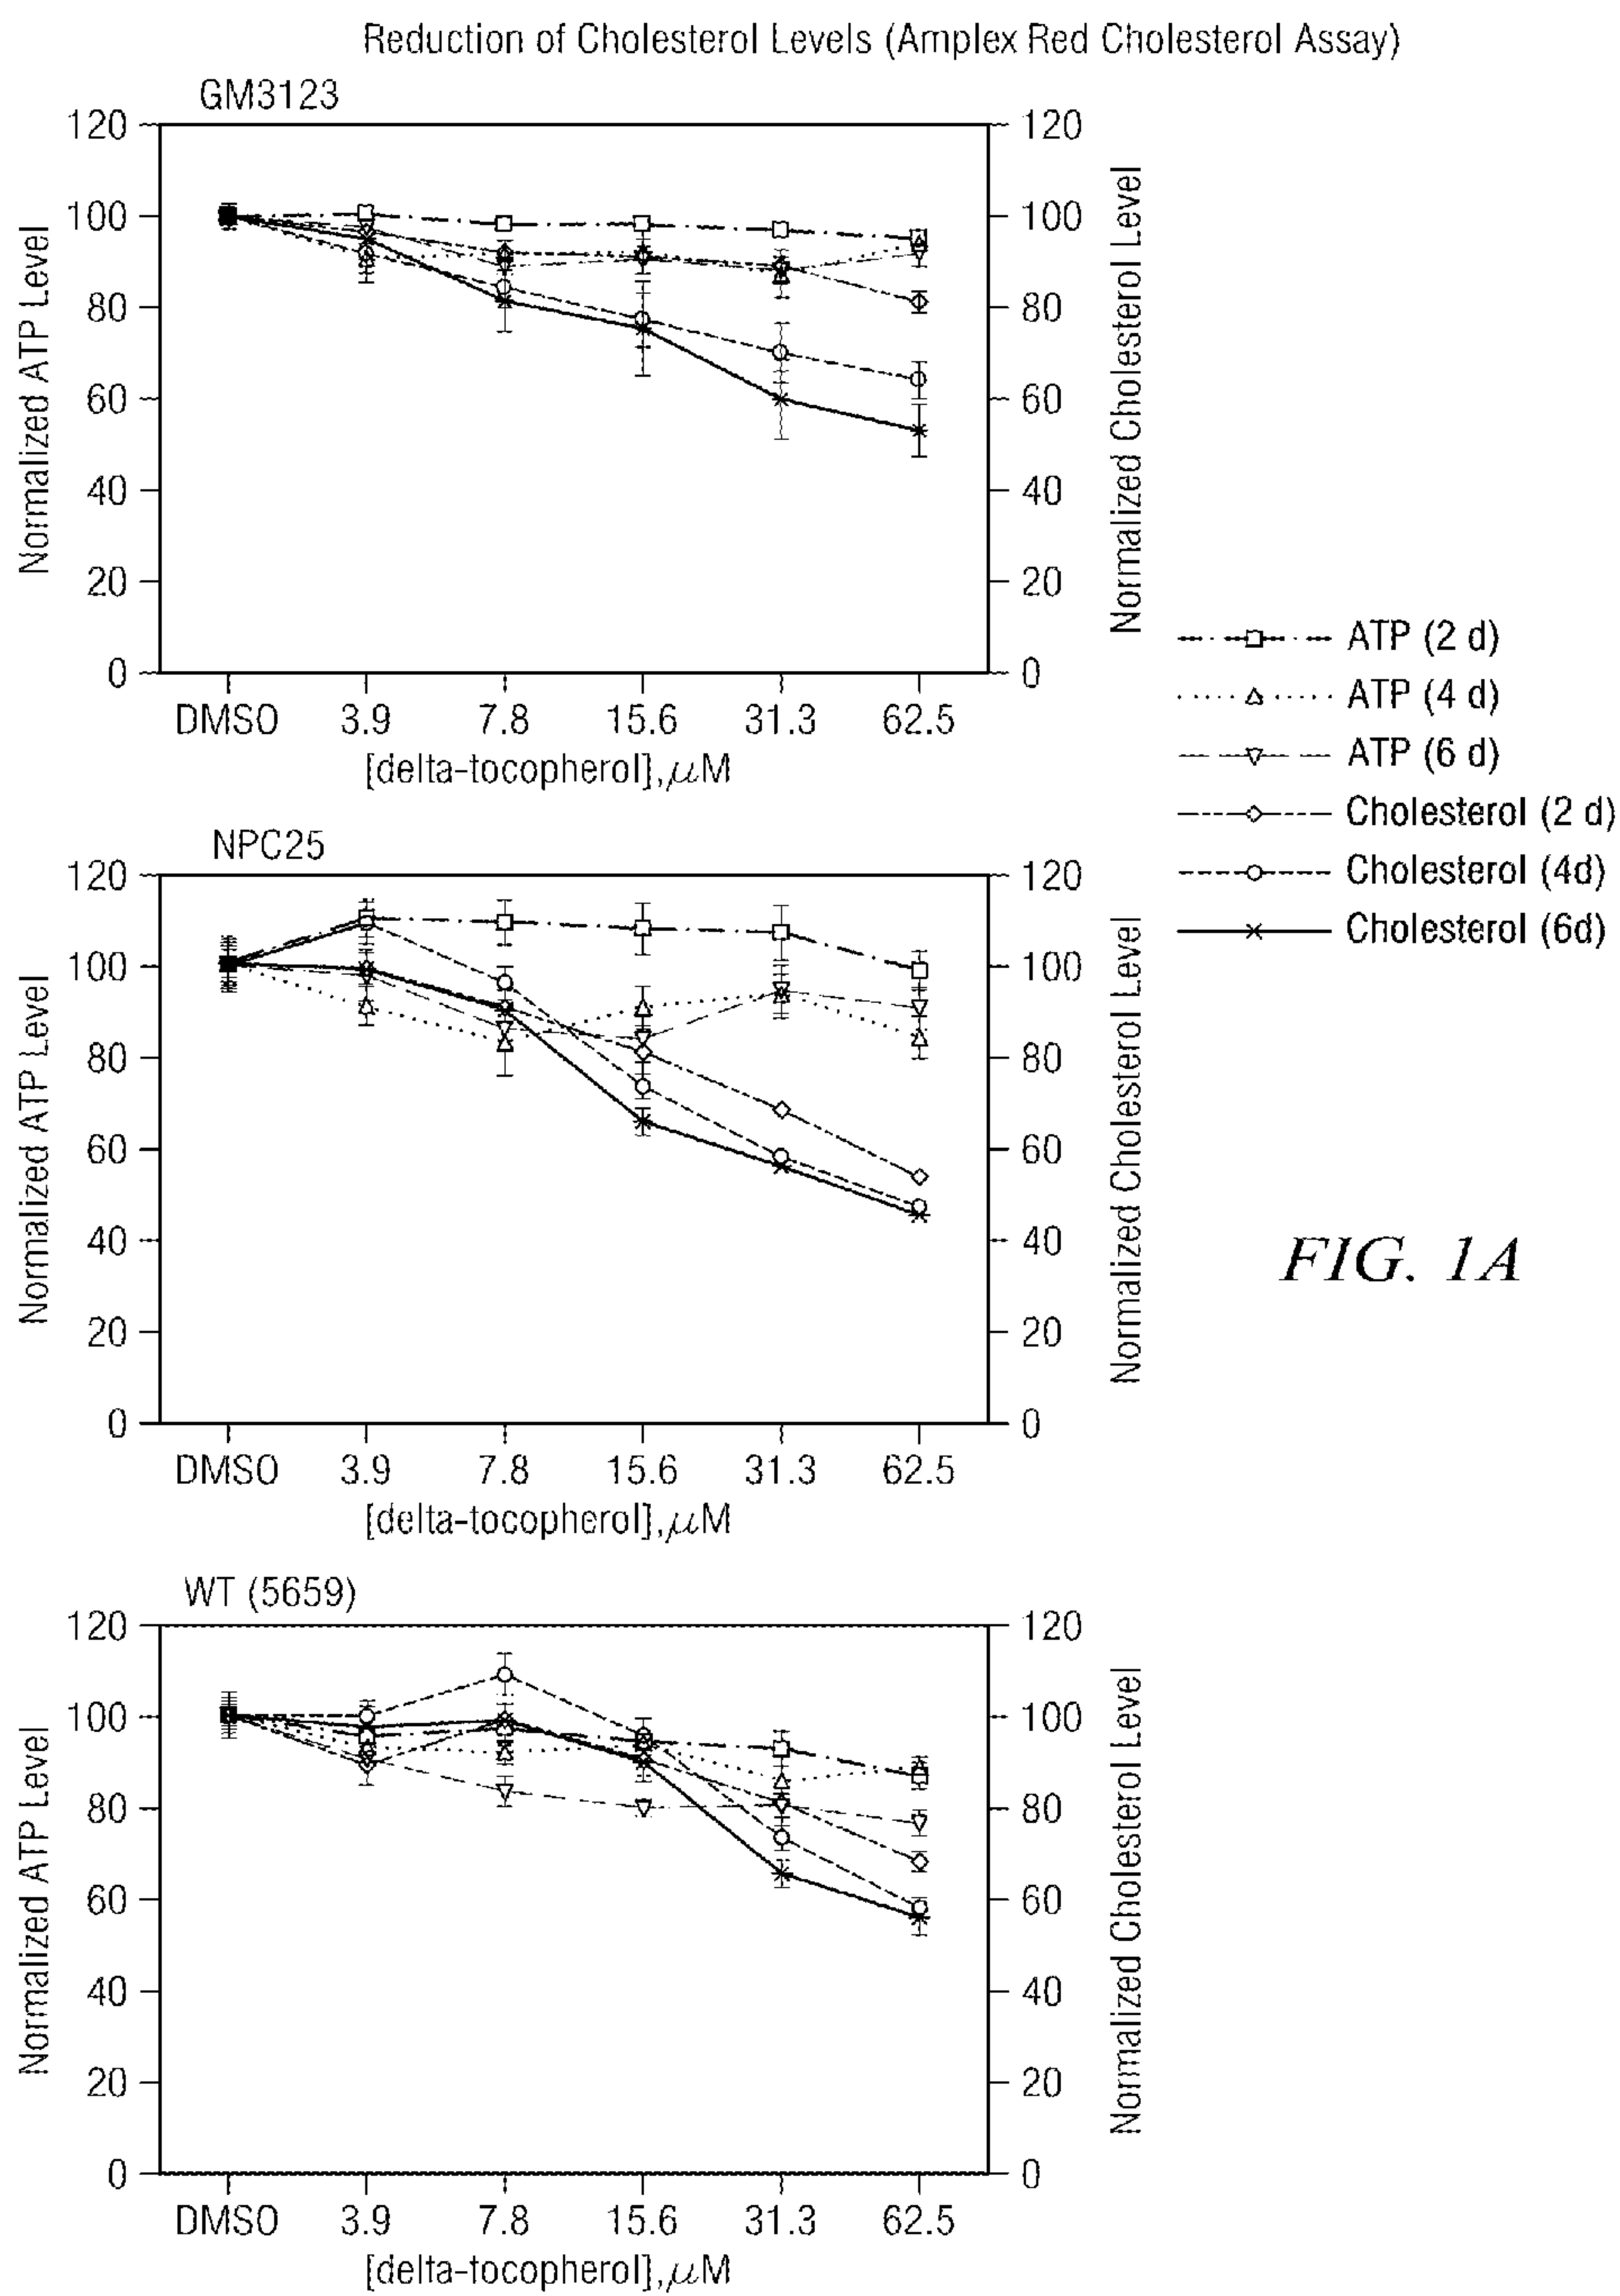 Reduction of Cholesterol Levels (Amplex Red Cholesterol Assay)
GM3123
120 120
100 100
80 80
60 60
40 40
20 20
0 0
Normalized ATP Level
Normalized Cholesterol Level
DMSO 3.9 7.8 15.6 31.3 62.5
[delta-tocopherol], μM
ATP (2 d)
ATP (4 d)
ATP (6 d)
Cholesterol (2 d)
Cholesterol (4d)
Cholesterol (6d)
NPC25
120 120
100 100
80 80
60 60
40 40
20 20
0 0
Normalized ATP Level
Normalized Cholesterol Level
DMSO 3.9 7.8 15.6 31.3 62.5
[delta-tocopherol], μM
FIG. 1A
WT (5659)
120 120
100 100
80 80
60 60
40 40
20 20
0 0
Normalized ATP Level
Normalized Cholesterol Level
DMSO 3.9 7.8 15.6 31.3 62.5
[delta-tocopherol], μM